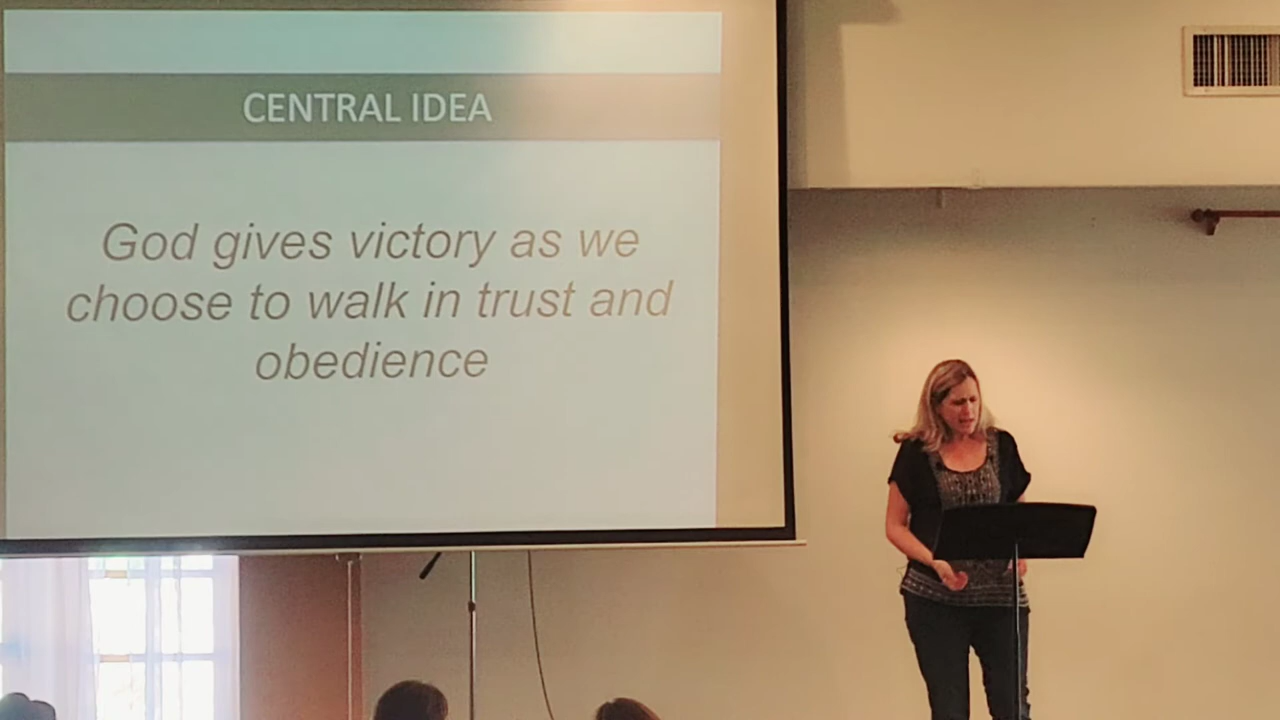 CENTRAL IDEA
God gives victory as we
choose to walk in trust and
obedience